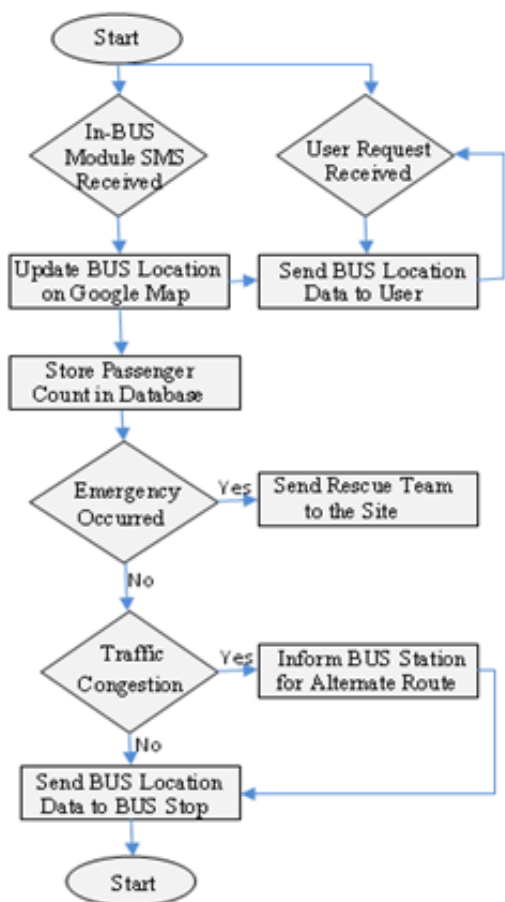 Start
In-BUS
Module SMS
Received
User Request
Received
Update BUS Location
on Google Map
Send BUS Location
Data to User
Store Passenger
Count in Database
Emergency
Occurred
Yes
Send Rescue Team
to the Site
No
Traffic
Congestion
Yes
Inform BUS Station
for Alternate Route
No
Send BUS Location
Data to BUS Stop
Start